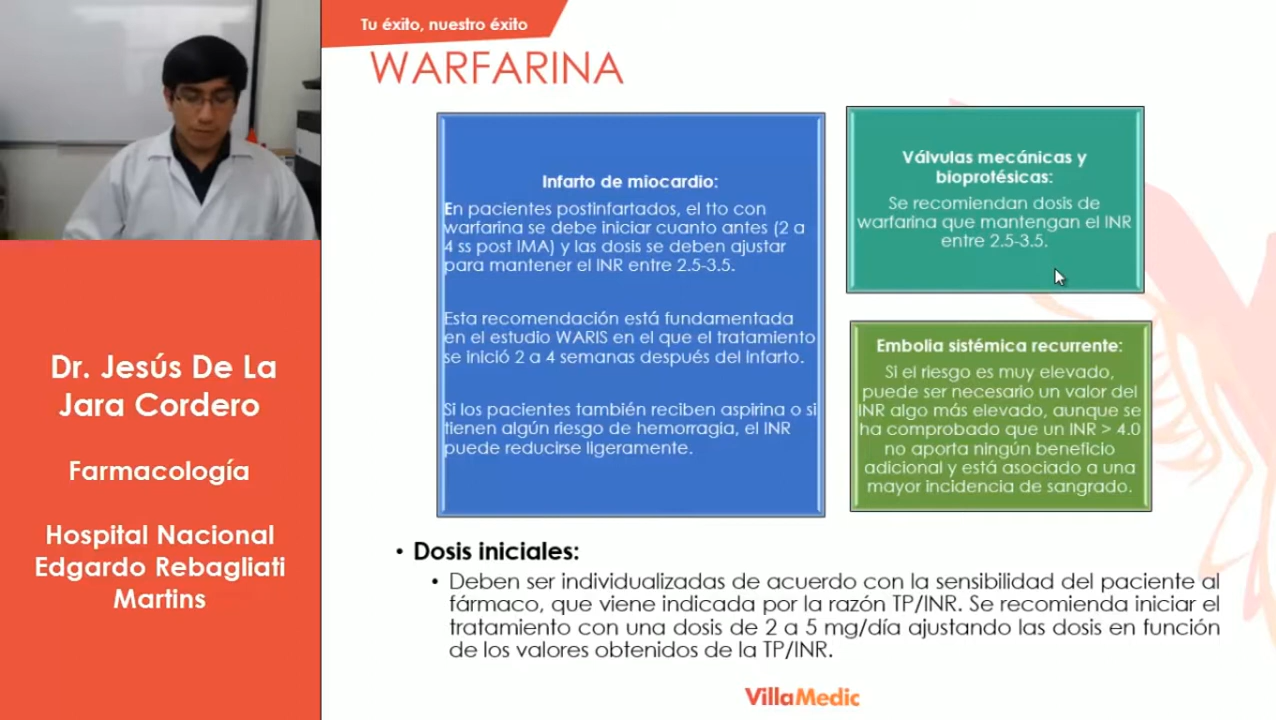 Tu éxito, nuestro éxito
WARFARINA
Infarto de miocardio:
En pacientes postinfartados, el tto con
warfarina se debe iniciar cuanto antes (2 a
4 ss post IMA) y las dosis se deben ajustar
para mantener el INR entre 2.5-3.5.
Esta recomendación está fundamentada
en el estudio WARIS en el que el tratamiento
se inició 2 a 4 semanas después del infarto.
Si los pacientes también reciben aspirina o si
tienen algún riesgo de hemorragia, el INR
puede reducirse ligeramente.
Válvulas mecánicas y
bioprotésicas:
Se recomiendan dosis de
warfarina que mantengan el INR
entre 2.5-3.5.
Embolia sistémica recurrente:
Si el riesgo es muy elevado,
puede ser necesario un valor del
INR algo más elevado, aunque se
ha comprobado que un INR > 4.0
no aporta ningún beneficio
adicional y está asociado a una
mayor incidencia de sangrado.
• Dosis iniciales:
• Deben ser individualizadas de acuerdo con la sensibilidad del paciente al
fármaco, que viene indicada por la razón TP/INR. Se recomienda iniciar el
tratamiento con una dosis de 2 a 5 mg/día ajustando las dosis en función
de los valores obtenidos de la TP/INR.
Dr. Jesús De La
Jara Cordero
Farmacología
Hospital Nacional
Edgardo Rebagliati
Martins
VillaMedic